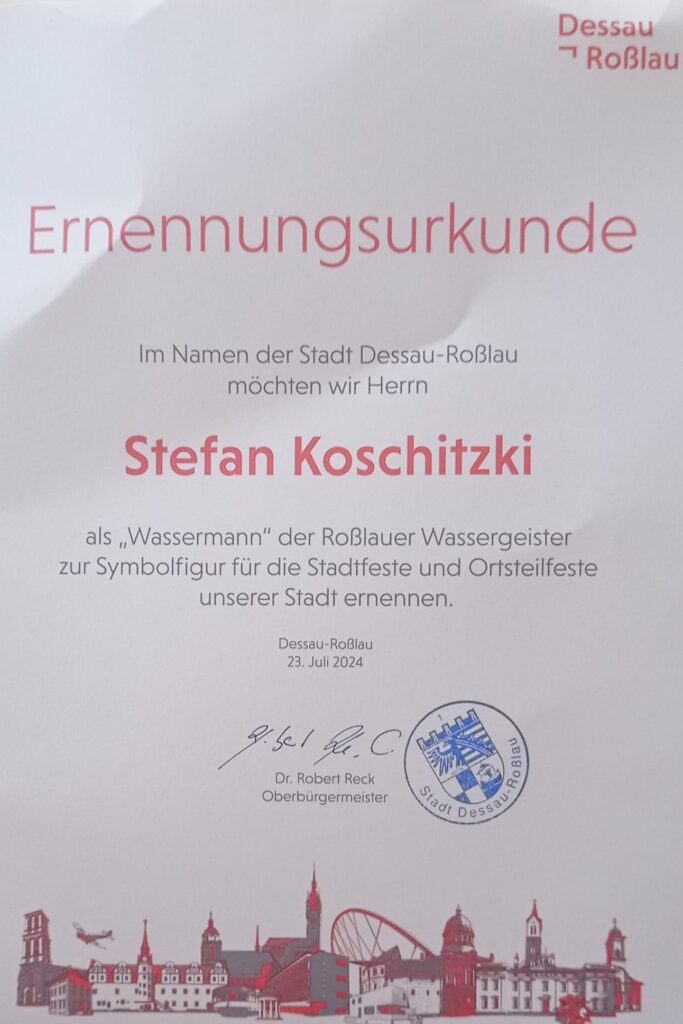 Dessau
Roßlau
Ernennungsurkunde
Im Namen der Stadt Dessau-Roßlau
möchten wir Herrn
Stefan Koschitzki
als „Wassermann“ der Roßlauer Wassergeister
zur Symbolfigur für die Stadtfeste und Ortsteilfeste
unserer Stadt ernennen.
Dessau-Roßlau
23. Juli 2024
Dr. Robert Reck
Oberbürgermeister
1
Stadt Dessau-Roßlau